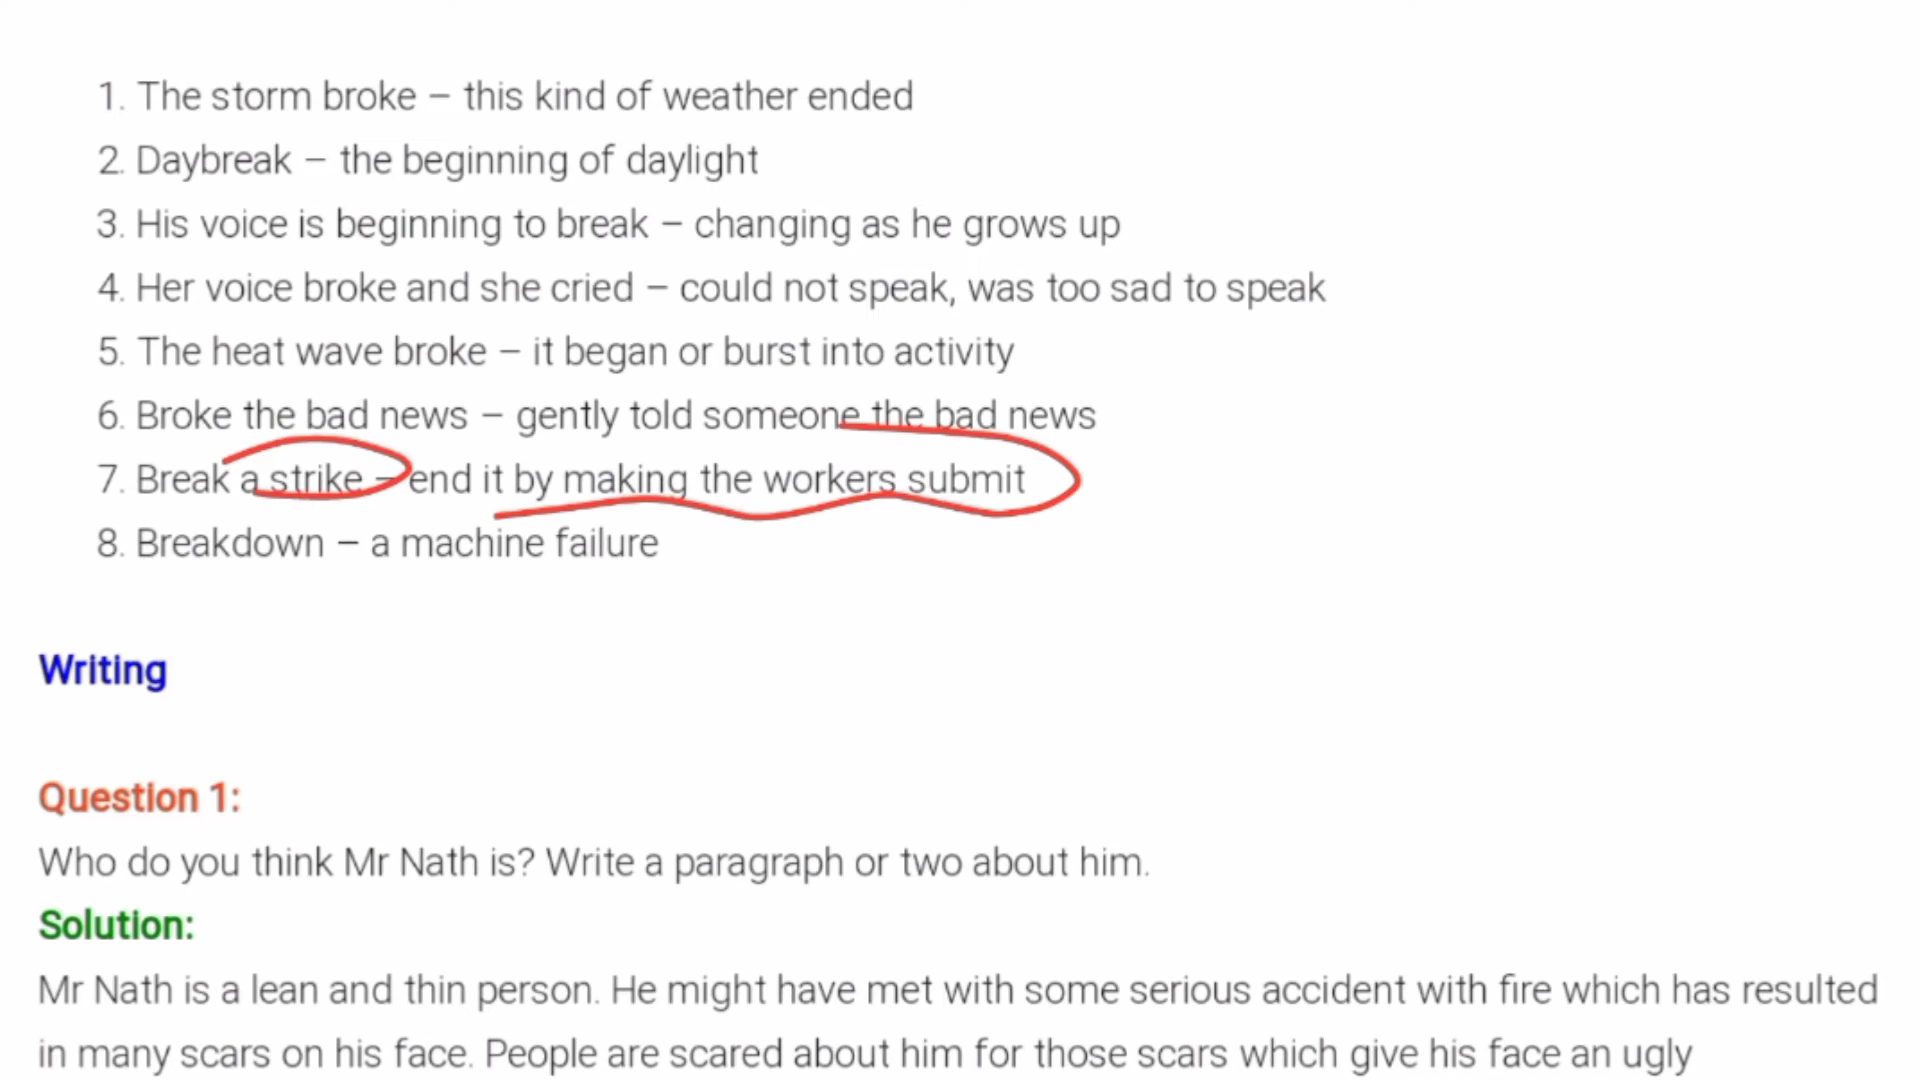 1. The storm broke – this kind of weather ended
2. Daybreak – the beginning of daylight
3. His voice is beginning to break – changing as he grows up
4. Her voice broke and she cried – could not speak, was too sad to speak
5. The heat wave broke – it began or burst into activity
6. Broke the bad news – gently told someone the bad news
7. Break a strike – end it by making the workers submit
8. Breakdown – a machine failure
Writing
Question 1:
Who do you think Mr Nath is? Write a paragraph or two about him.
Solution:
Mr Nath is a lean and thin person. He might have met with some serious accident with fire which has resulted
in many scars on his face. People are scared about him for those scars which give his face an ugly